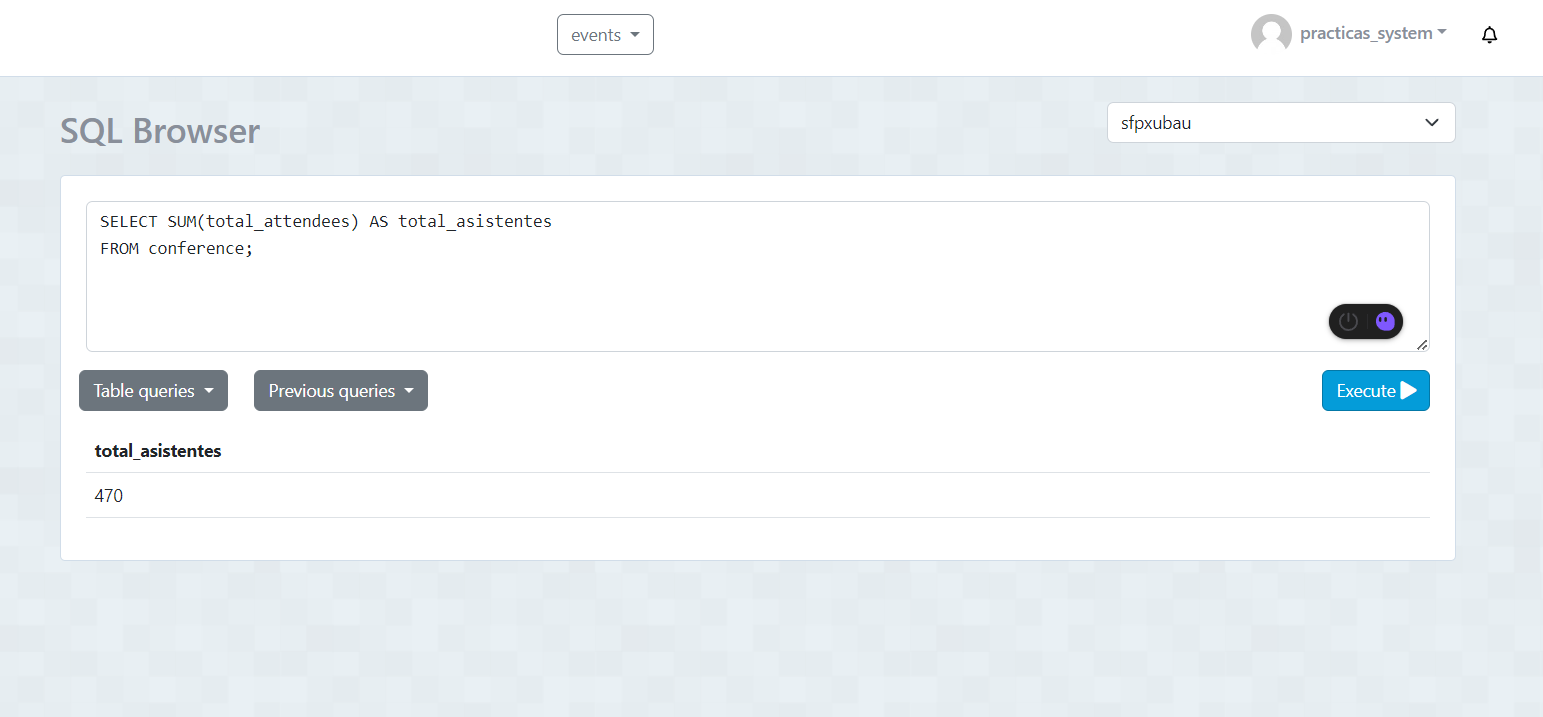 events
practicas_system
SQL Browser
sfpxubau
SELECT SUM(total_attendees) AS total_asistentes
FROM conference;
Table queries
Previous queries
Execute
total_asistentes
470